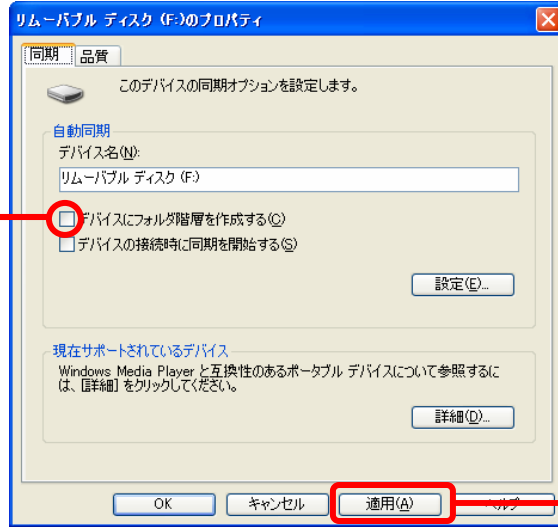 リムーバブル ディスク (F:)のプロパティ
同期 品質
このデバイスの同期オプションを設定します。
自動同期
デバイス名(N):
リムーバブル ディスク (F:)
デバイスにフォルダ階層を作成する(C)
デバイスの接続時に同期を開始する(S)
設定(E)...
現在サポートされているデバイス
Windows Media Player と互換性のあるポータブル デバイスについて参照するに
は、[詳細] をクリックしてください。
詳細(D)...
OK キャンセル 適用(A) ヘルプ